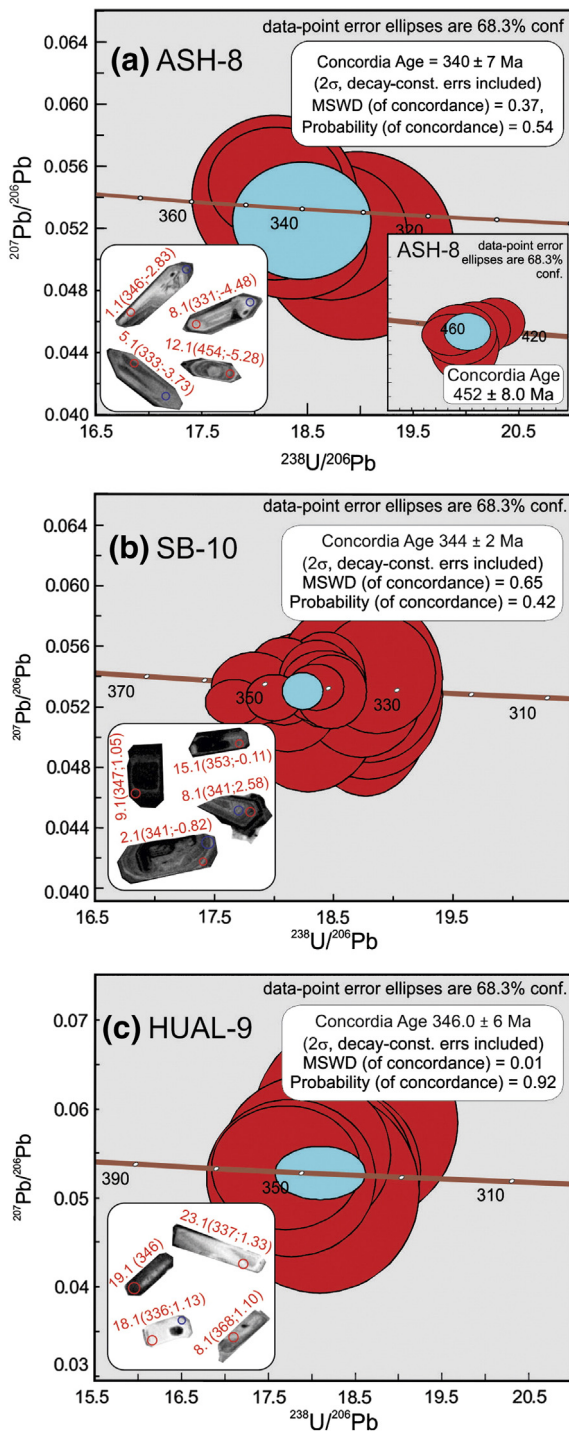 data-point error ellipses are 68.3% conf
(a) ASH-8
Concordia Age = 340 ± 7 Ma
(2σ, decay-const. errs included)
MSWD (of concordance) = 0.37,
Probability (of concordance) = 0.54
0.064
0.060
0.056
0.052
0.048
0.044
0.040
²⁰⁷Pb/²⁰⁶Pb
360
340
320
1.1(346;-2.83)
8.1(331;-4.48)
5.1(333;-3.73)
12.1(454;-5.28)
ASH-8
data-point error
ellipses are 68.3%
conf.
460
420
Concordia Age
452 ± 8.0 Ma
16.5
17.5
18.5
19.5
20.5
²³⁸U/²⁰⁶Pb
data-point error ellipses are 68.3% conf.
(b) SB-10
Concordia Age 344 ± 2 Ma
(2σ, decay-const. errs included)
MSWD (of concordance) = 0.65
Probability (of concordance) = 0.42
0.064
0.060
0.056
0.052
0.048
0.044
0.040
²⁰⁷Pb/²⁰⁶Pb
370
350
330
310
9.1(347;1.05)
15.1(353;-0.11)
8.1(341;2.58)
2.1(341;-0.82)
16.5
17.5
18.5
19.5
20.5
²³⁸U/²⁰⁶Pb
data-point error ellipses are 68.3% conf.
(c) HUAL-9
Concordia Age 346.0 ± 6 Ma
(2σ, decay-const. errs included)
MSWD (of concordance) = 0.01
Probability (of concordance) = 0.92
0.07
0.06
0.05
0.04
0.03
²⁰⁷Pb/²⁰⁶Pb
390
350
310
23.1(337;1.33)
19.1 (346)
18.1(336;1.13)
8.1(368;1.10)
15.5
16.5
17.5
18.5
19.5
20.5
²³⁸U/²⁰⁶Pb